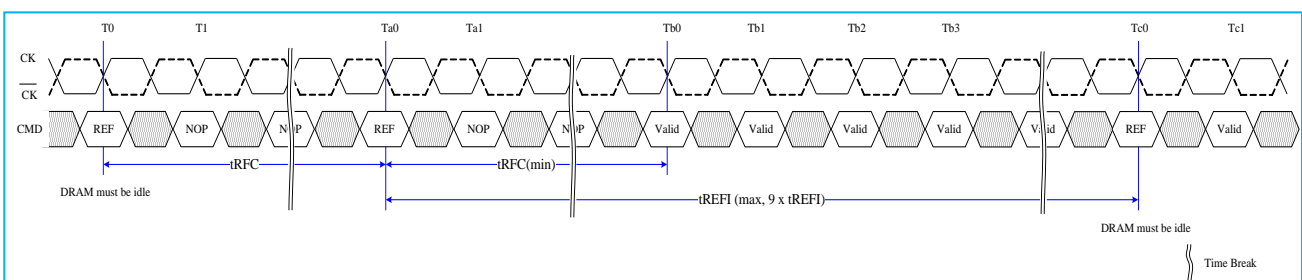 T0 T1 Ta0 Ta1 Tb0 Tb1 Tb2 Tb3 Tc0 Tc1
CK
CK
CMD REF NOP NOP REF NOP NOP Valid Valid Valid Valid Valid REF Valid
tRFC tRFC(min)
DRAM must be idle
tREFI (max, 9 x tREFI)
DRAM must be idle
Time Break